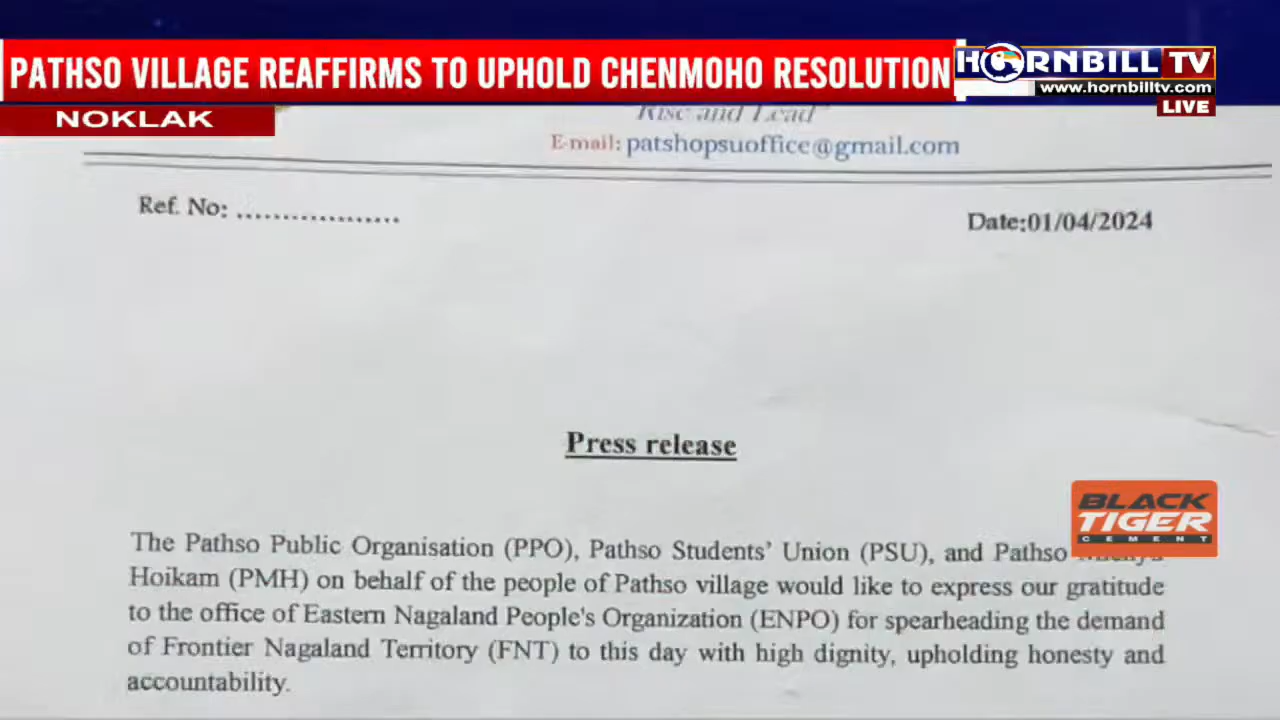 PATHSO VILLAGE REAFFIRMS TO UPHOLD CHENMOHO RESOLUTION
HORNBILL TV
www.hornbilltv.com
LIVE
NOKLAK
Rise and Lead"
E-mail: patshopsuoffice@gmail.com
Ref. No: ..................
Date:01/04/2024
Press release
BLACK
TIGER
CEMENT
The Pathso Public Organisation (PPO), Pathso Students' Union (PSU), and Pathso
Hoikam (PMH) on behalf of the people of Pathso village would like to express our gratitude
to the office of Eastern Nagaland People's Organization (ENPO) for spearheading the demand
of Frontier Nagaland Territory (FNT) to this day with high dignity, upholding honesty and
accountability.